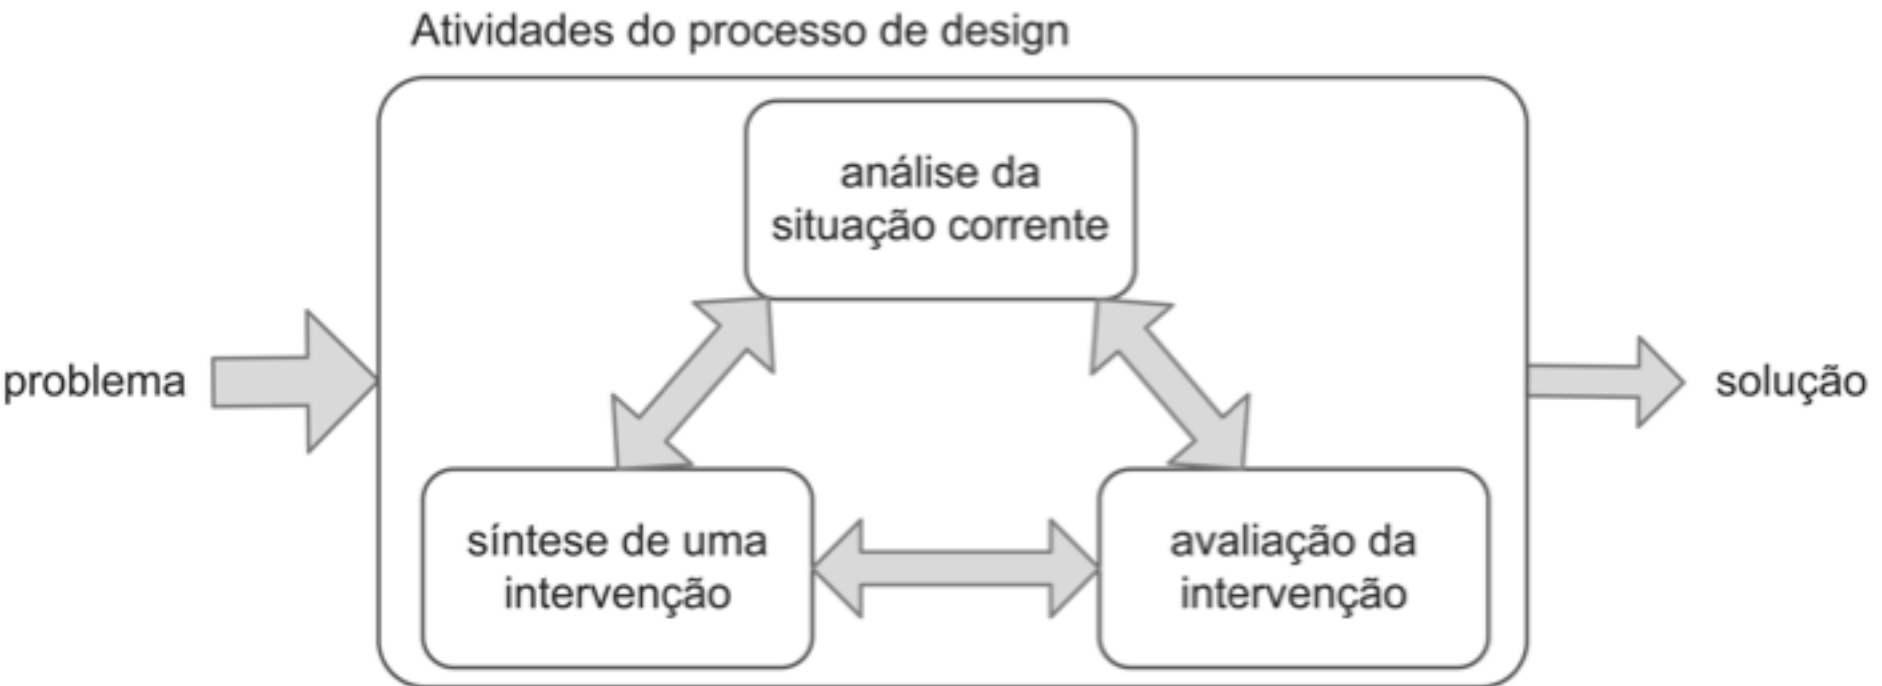 Atividades do processo de design
análise da
situação corrente
problema
solução
síntese de uma
intervenção
avaliação da
intervenção